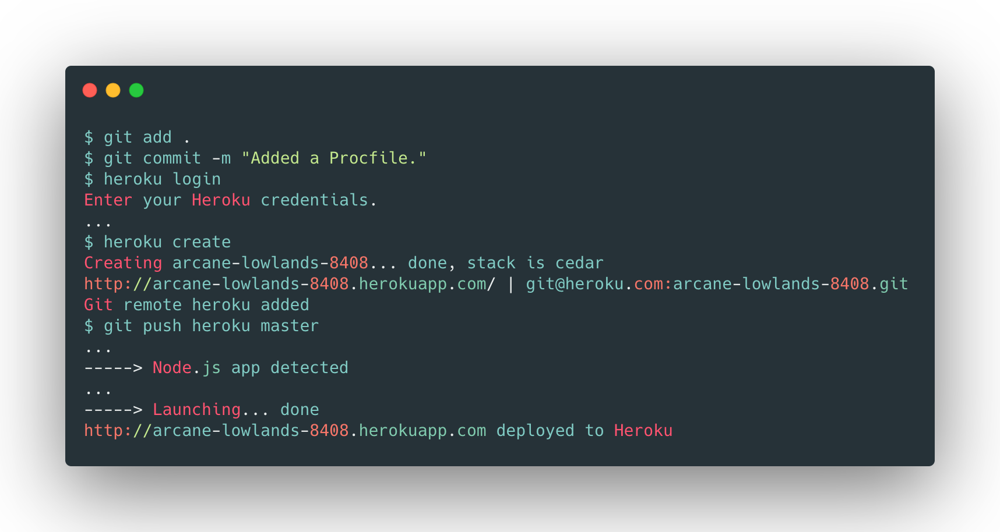 $ git add .
$ git commit -m "Added a Procfile."
$ heroku login
Enter your Heroku credentials.
...
$ heroku create
Creating arcane-lowlands-8408... done, stack is cedar
http://arcane-lowlands-8408.herokuapp.com/ | git@heroku.com:arcane-lowlands-8408.git
Git remote heroku added
$ git push heroku master
...
-----> Node.js app detected
...
-----> Launching... done
http://arcane-lowlands-8408.herokuapp.com deployed to Heroku